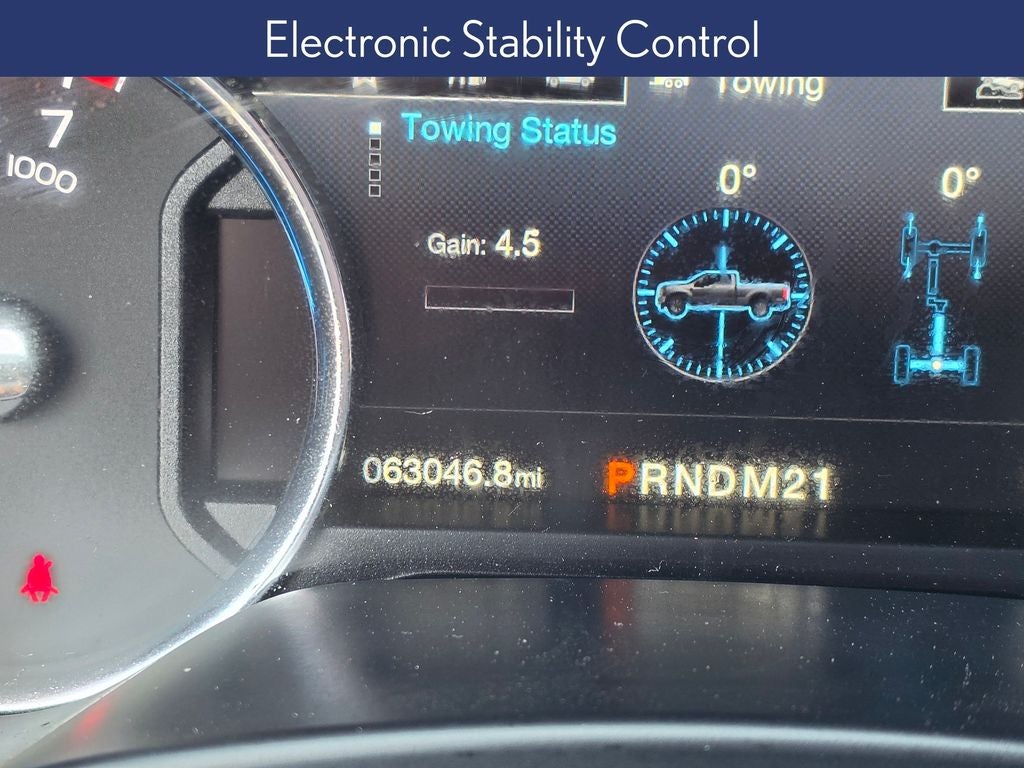 Electronic Stability Control
Towing
7
1000
Towing Status
0°
0°
Gain: 4.5
063046.8mi
PRNDM21